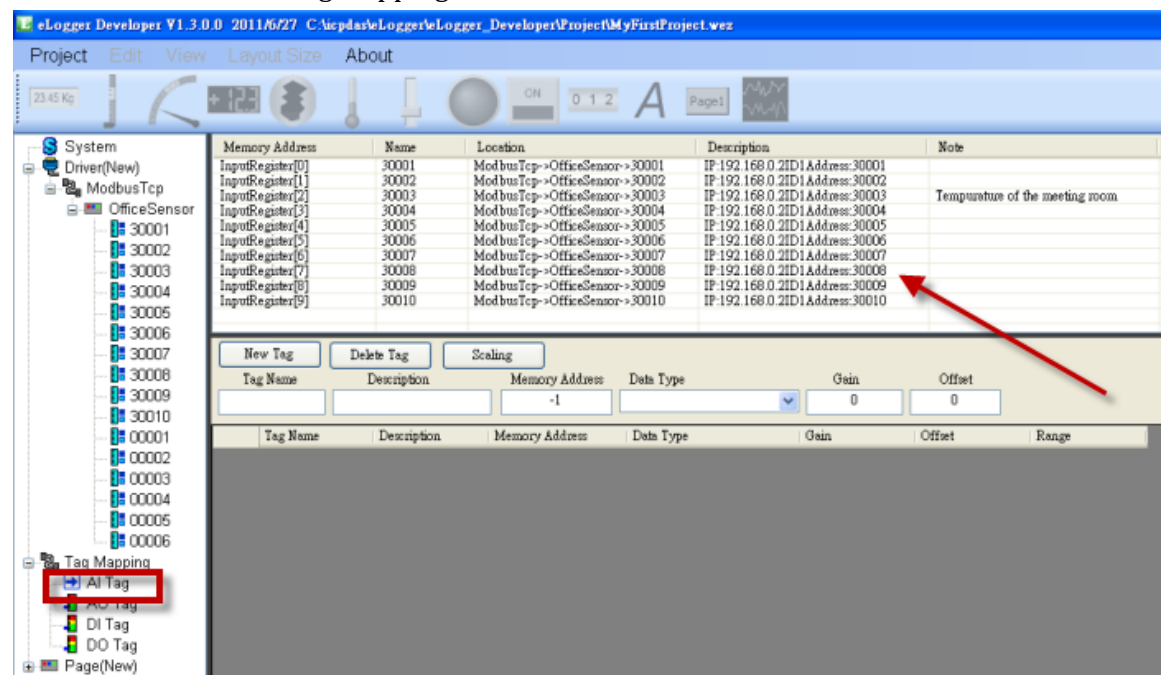 eLogger Developer V1.3.0.0 2011/6/27 C:\icpdas\eLogger\eLogger_Developer\Project\MyFirstProject.wez
Project Edit View Layout Size About
23.45 Kg +12.3 ON 0 1 2 A Page1
System
Driver(New)
ModbusTcp
OfficeSensor
30001
30002
30003
30004
30005
30006
30007
30008
30009
30010
00001
00002
00003
00004
00005
00006
Tag Mapping
AI Tag
AO Tag
DI Tag
DO Tag
Page(New)
Memory Address Name Location Description Note
InputRegister[0] 30001 ModbusTcp->OfficeSensor->30001 IP:192.168.0.2ID1Address:30001
InputRegister[1] 30002 ModbusTcp->OfficeSensor->30002 IP:192.168.0.2ID1Address:30002
InputRegister[2] 30003 ModbusTcp->OfficeSensor->30003 IP:192.168.0.2ID1Address:30003 Tempurature of the meeting room
InputRegister[3] 30004 ModbusTcp->OfficeSensor->30004 IP:192.168.0.2ID1Address:30004
InputRegister[4] 30005 ModbusTcp->OfficeSensor->30005 IP:192.168.0.2ID1Address:30005
InputRegister[5] 30006 ModbusTcp->OfficeSensor->30006 IP:192.168.0.2ID1Address:30006
InputRegister[6] 30007 ModbusTcp->OfficeSensor->30007 IP:192.168.0.2ID1Address:30007
InputRegister[7] 30008 ModbusTcp->OfficeSensor->30008 IP:192.168.0.2ID1Address:30008
InputRegister[8] 30009 ModbusTcp->OfficeSensor->30009 IP:192.168.0.2ID1Address:30009
InputRegister[9] 30010 ModbusTcp->OfficeSensor->30010 IP:192.168.0.2ID1Address:30010
New Tag Delete Tag Scaling
Tag Name Description Memory Address Data Type Gain Offset
-1 0 0
Tag Name Description Memory Address Data Type Gain Offset Range